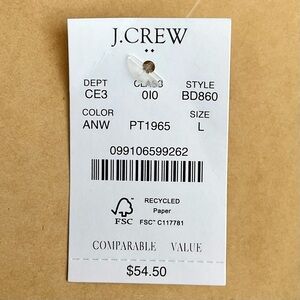 J.CREW
DEPT CLASS STYLE
CE3 0I0 BD860
COLOR SIZE
ANW PT1965 L
099106599262
RECYCLED
Paper
FSC FSC™ C117781
COMPARABLE VALUE
$54.50